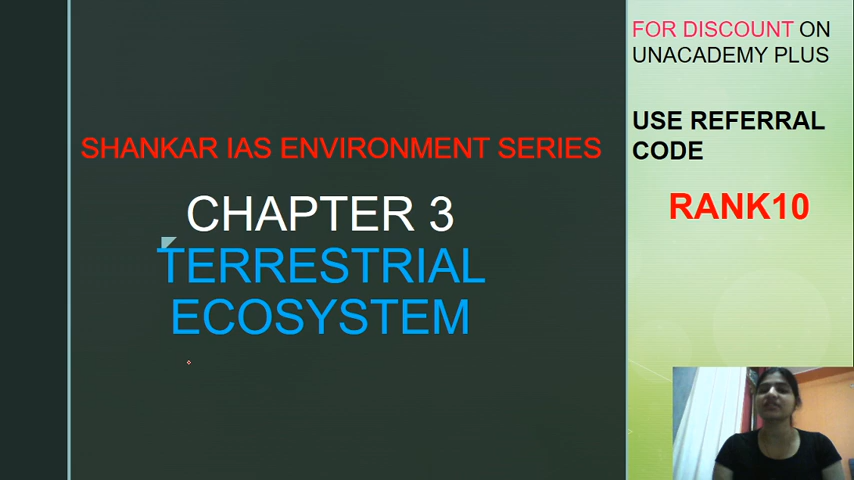 SHANKAR IAS ENVIRONMENT SERIES
CHAPTER 3
TERRESTRIAL
ECOSYSTEM
FOR DISCOUNT ON
UNACADEMY PLUS
USE REFERRAL
CODE
RANK10